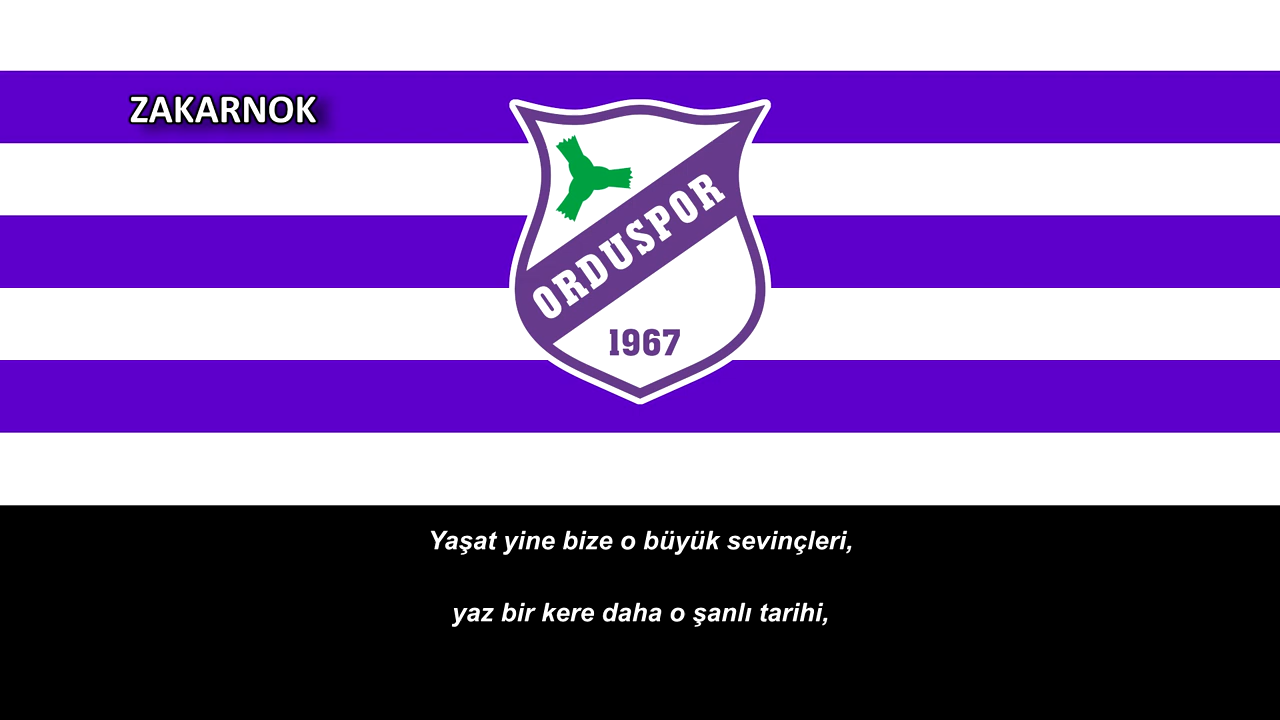 ZAKARNOK
ORDUSPOR
1967
Yaşat yine bize o büyük sevinçleri,
yaz bir kere daha o şanlı tarihi,